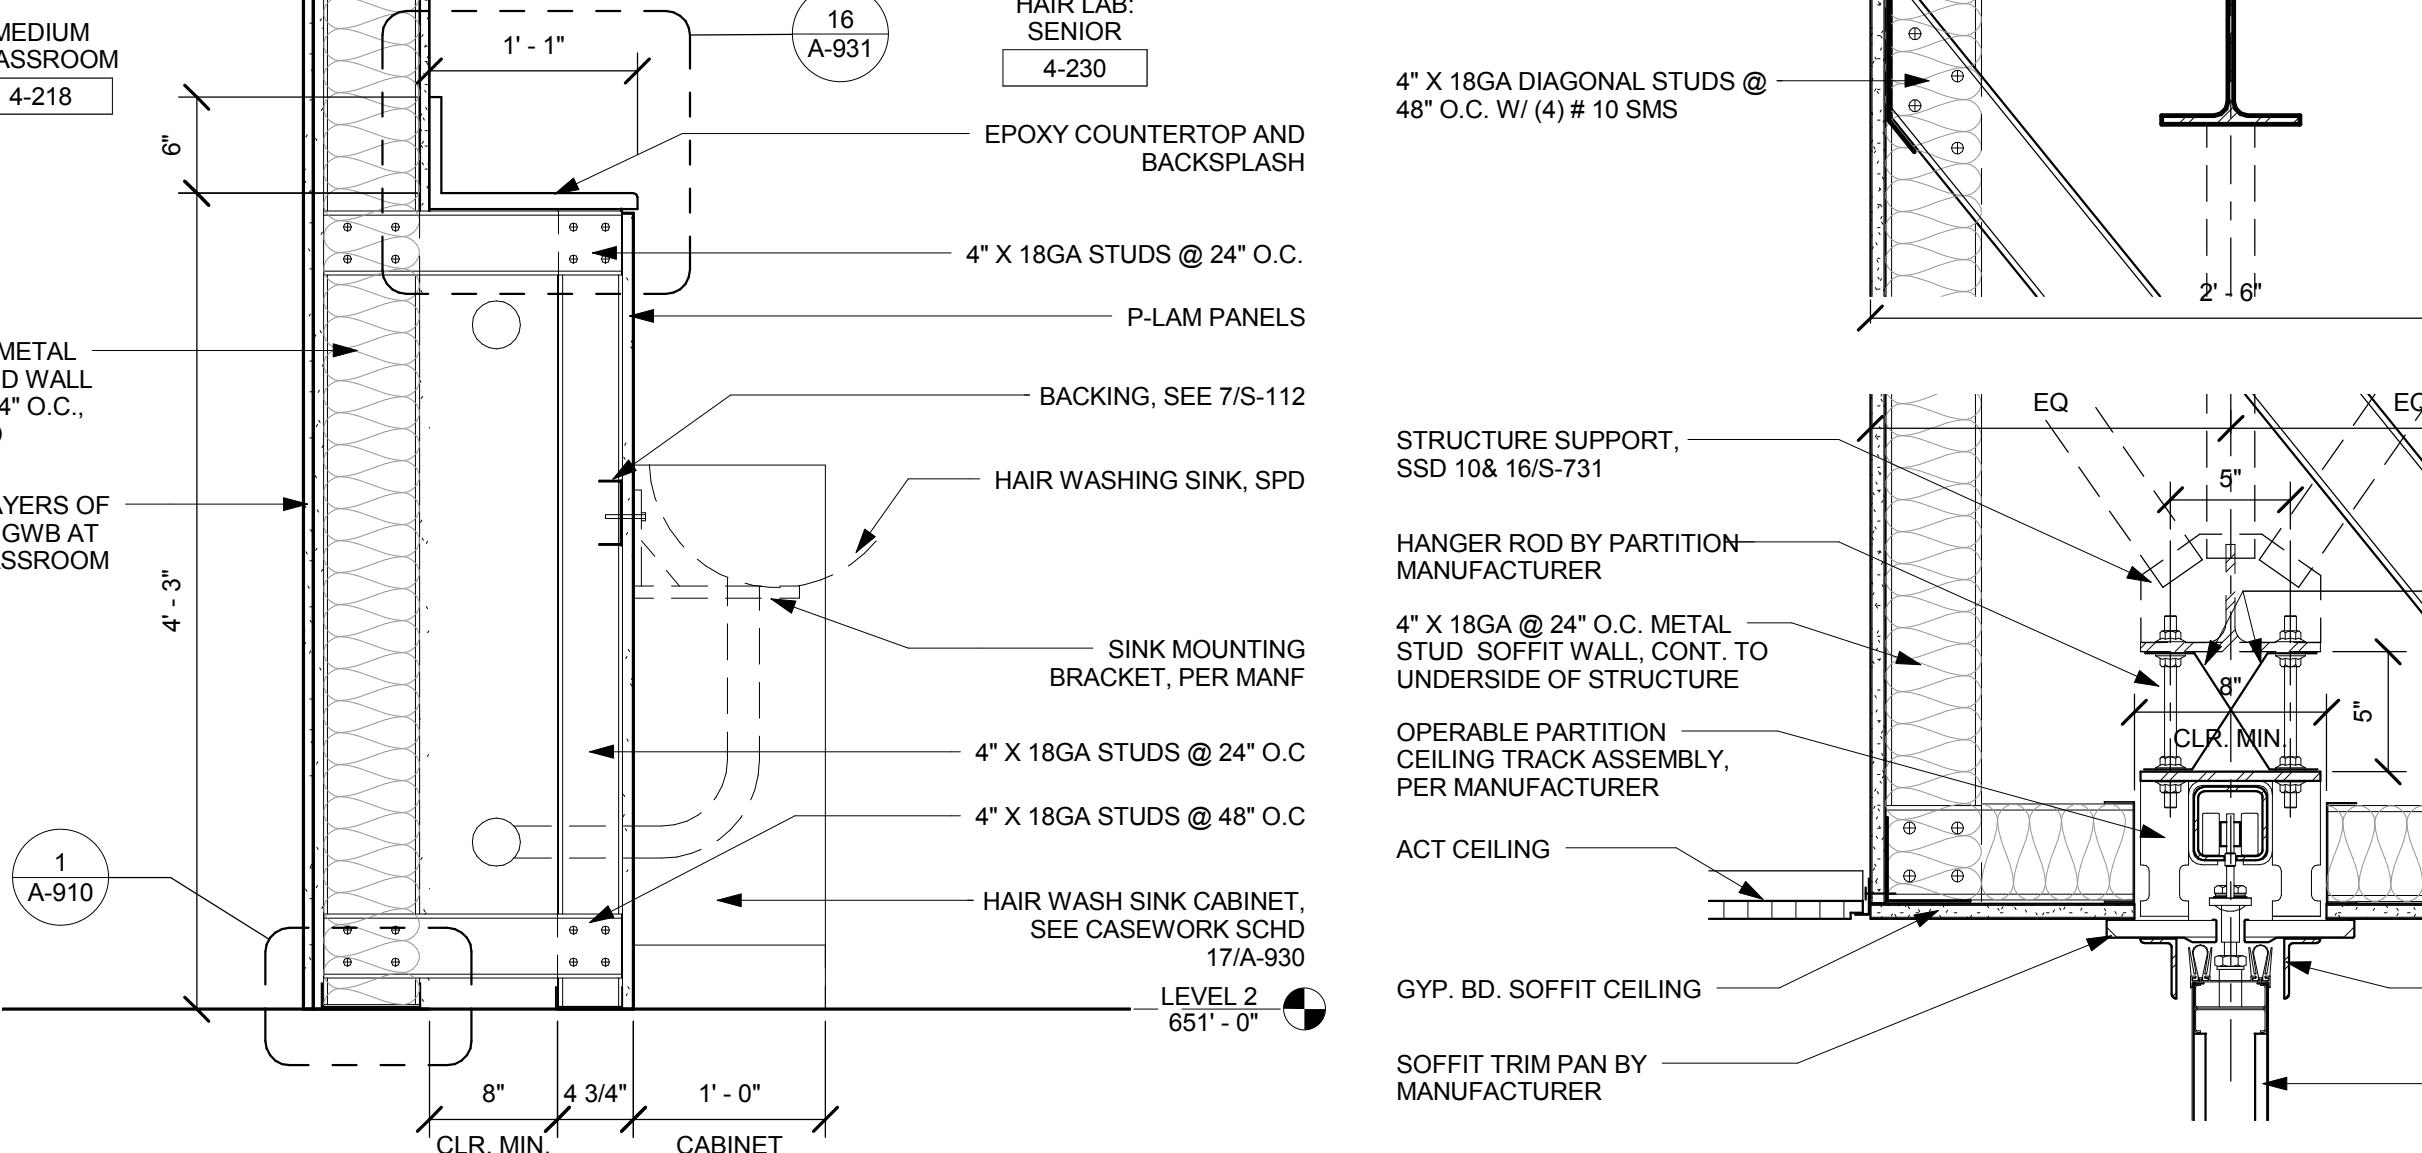 MEDIUM
4-218
1' - 1"
16
A-931
HAIR LAB:
SENIOR
4-230
6"
EPOXY COUNTERTOP AND
BACKSPLASH
4" X 18GA STUDS @ 24" O.C.
P-LAM PANELS
METAL
WALL
O.C.,
BACKING, SEE 7/S-112
HAIR WASHING SINK, SPD
OF
GWB AT
4' - 3"
SINK MOUNTING
BRACKET, PER MANF
4" X 18GA STUDS @ 24" O.C
4" X 18GA STUDS @ 48" O.C
1
A-910
HAIR WASH SINK CABINET,
SEE CASEWORK SCHD
17/A-930
LEVEL 2
651' - 0"
8"
4 3/4"
1' - 0"
CLR. MIN.
CABINET
4" X 18GA DIAGONAL STUDS @
48" O.C. W/ (4) # 10 SMS
2' - 6"
EQ
EQ
STRUCTURE SUPPORT,
SSD 10& 16/S-731
5"
HANGER ROD BY PARTITION
MANUFACTURER
4" X 18GA @ 24" O.C. METAL
STUD SOFFIT WALL, CONT. TO
UNDERSIDE OF STRUCTURE
8"
CLR. MIN.
5"
OPERABLE PARTITION
CEILING TRACK ASSEMBLY,
PER MANUFACTURER
ACT CEILING
GYP. BD. SOFFIT CEILING
SOFFIT TRIM PAN BY
MANUFACTURER